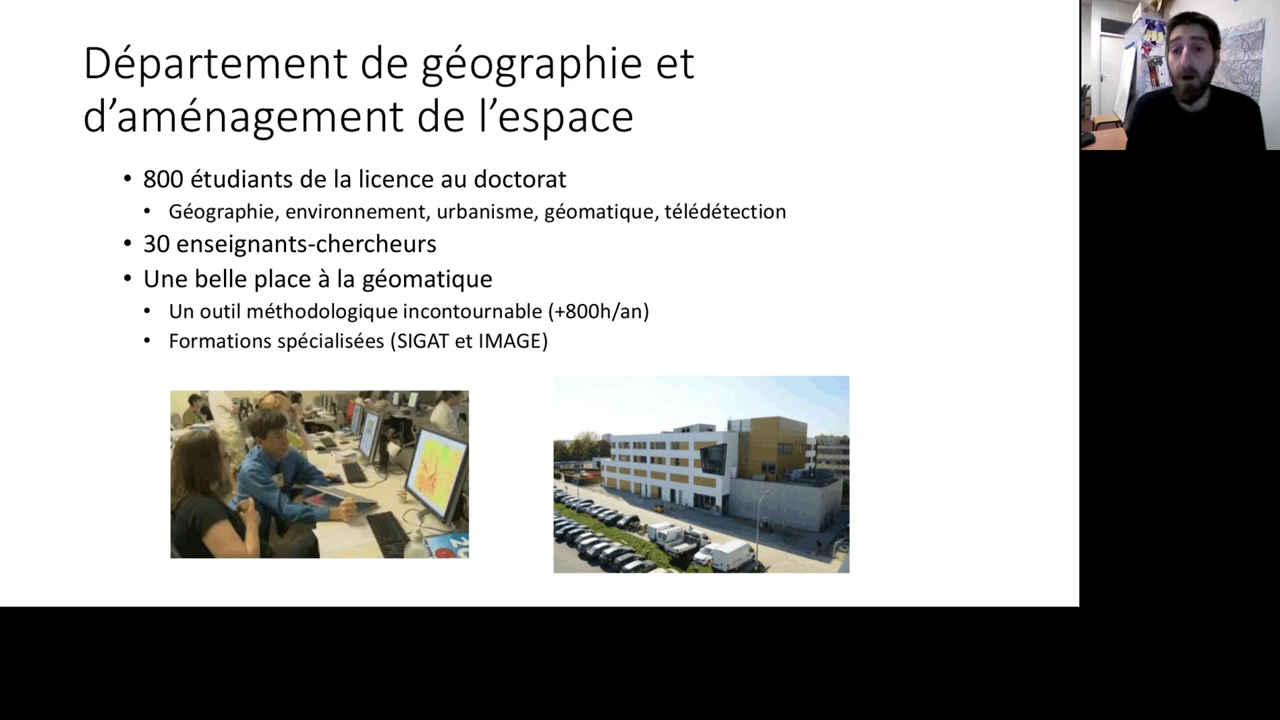 Département de géographie et
d’aménagement de l’espace
• 800 étudiants de la licence au doctorat
• Géographie, environnement, urbanisme, géomatique, télédétection
• 30 enseignants-chercheurs
• Une belle place à la géomatique
• Un outil méthodologique incontournable (+800h/an)
• Formations spécialisées (SIGAT et IMAGE)